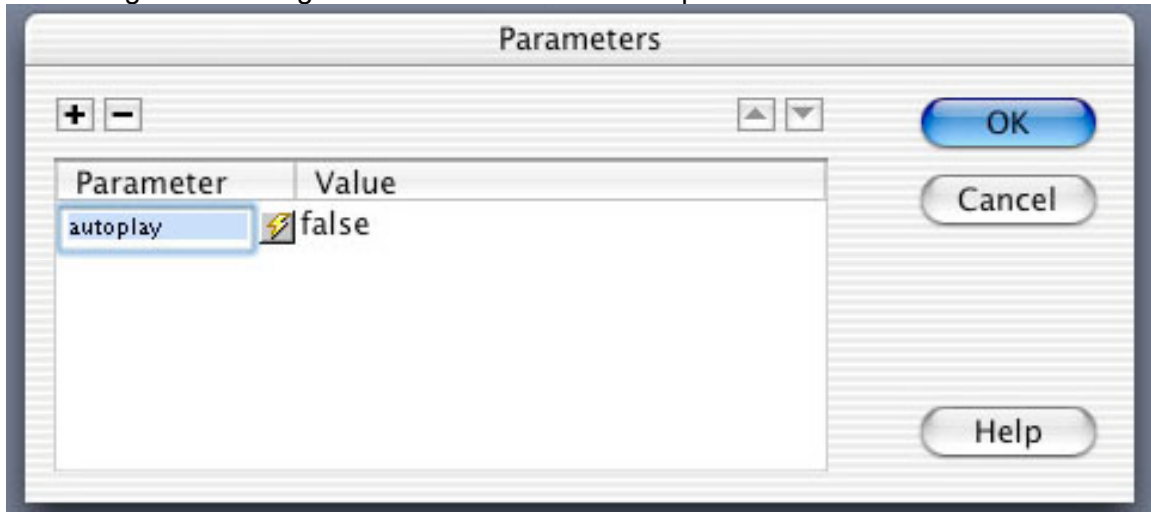 Parameters
+ −
OK
Parameter Value
Cancel
autoplay false
Help